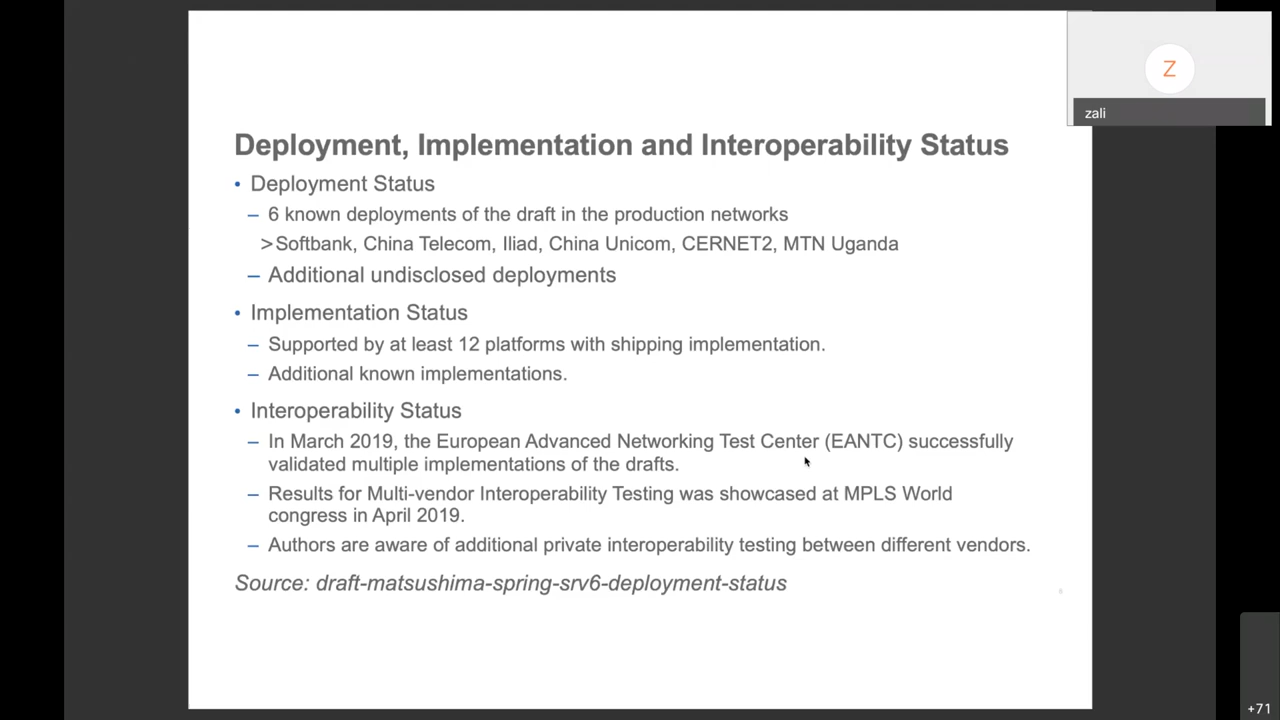 Z
zali
Deployment, Implementation and Interoperability Status
• Deployment Status
– 6 known deployments of the draft in the production networks
>Softbank, China Telecom, Iliad, China Unicom, CERNET2, MTN Uganda
– Additional undisclosed deployments
• Implementation Status
– Supported by at least 12 platforms with shipping implementation.
– Additional known implementations.
• Interoperability Status
– In March 2019, the European Advanced Networking Test Center (EANTC) successfully
validated multiple implementations of the drafts.
– Results for Multi-vendor Interoperability Testing was showcased at MPLS World
congress in April 2019.
– Authors are aware of additional private interoperability testing between different vendors.
Source: draft-matsushima-spring-srv6-deployment-status
+71